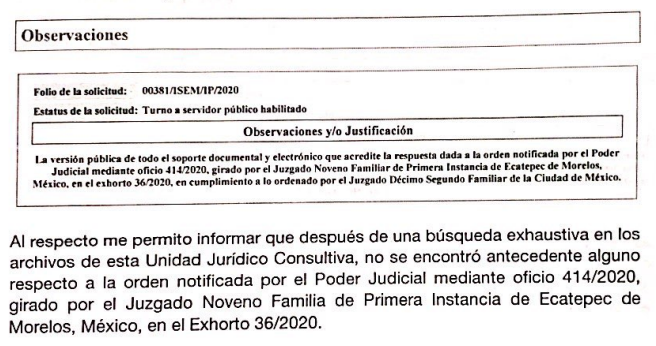 Observaciones
Folio de la solicitud: 00381/ISEM/IP/2020
Estatus de la solicitud: Turno a servidor público habilitado
Observaciones y/o Justificación
La versión pública de todo el soporte documental y electrónico que acredite la respuesta dada a la orden notificada por el Poder
Judicial mediante oficio 414/2020, girado por el Juzgado Noveno Familiar de Primera Instancia de Ecatepec de Morelos,
México, en el exhorto 36/2020, en cumplimiento a lo ordenado por el Juzgado Décimo Segundo Familiar de la Ciudad de México.
Al respecto me permito informar que después de una búsqueda exhaustiva en los
archivos de esta Unidad Jurídico Consultiva, no se encontró antecedente alguno
respecto a la orden notificada por el Poder Judicial mediante oficio 414/2020,
girado por el Juzgado Noveno Familia de Primera Instancia de Ecatepec de
Morelos, México, en el Exhorto 36/2020.